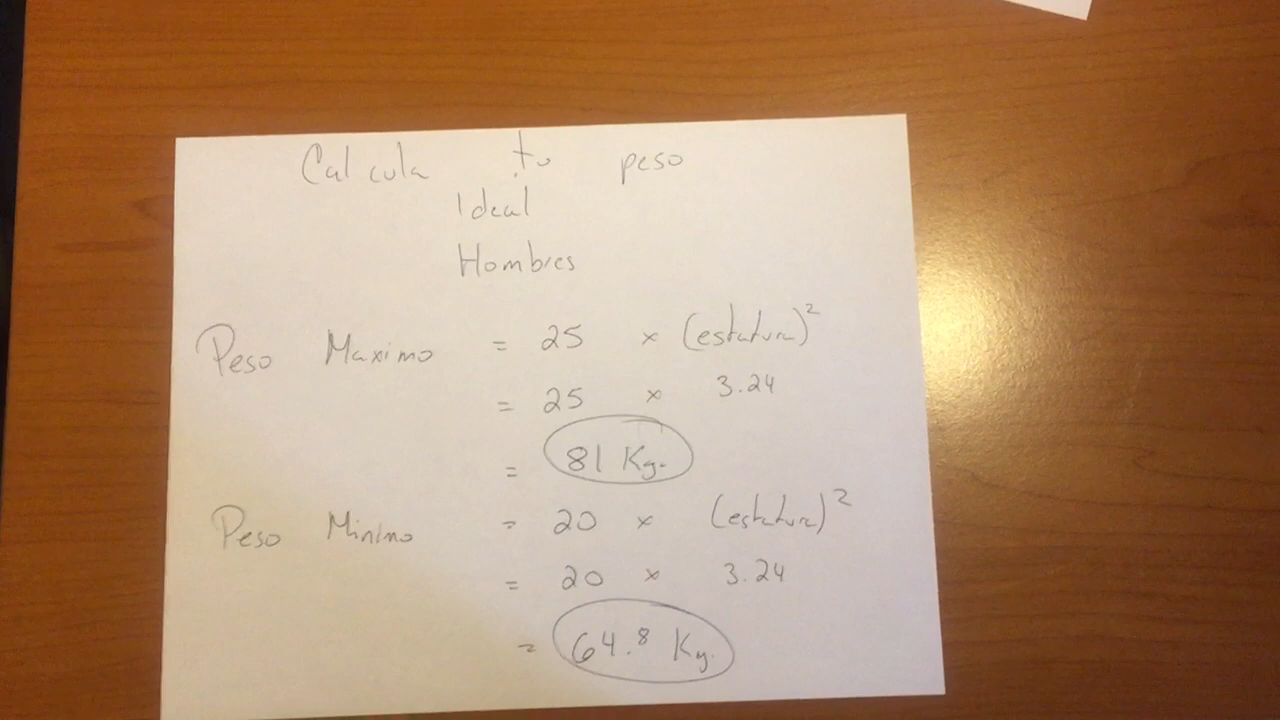 Calcula tu peso
Ideal
Hombres
Peso Maximo = 25 × (estatura)²
= 25 × 3.24
= 81 Kg.
Peso Minimo = 20 × (estatura)²
= 20 × 3.24
= 64.8 Kg.